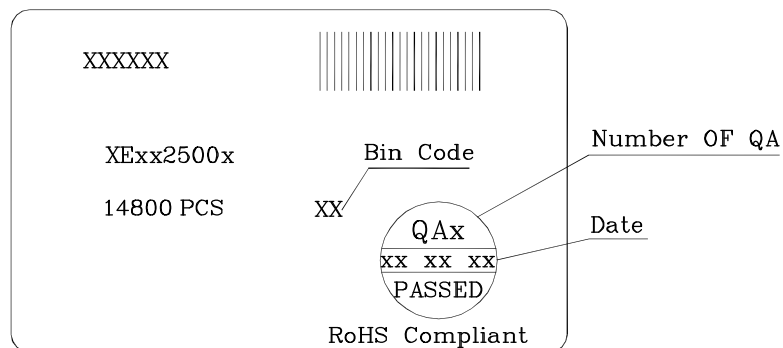 XXXXXX
XExx2500x
Bin Code
Number OF QA
14800 PCS
XX
QAx
Date
xx xx xx
PASSED
RoHS Compliant